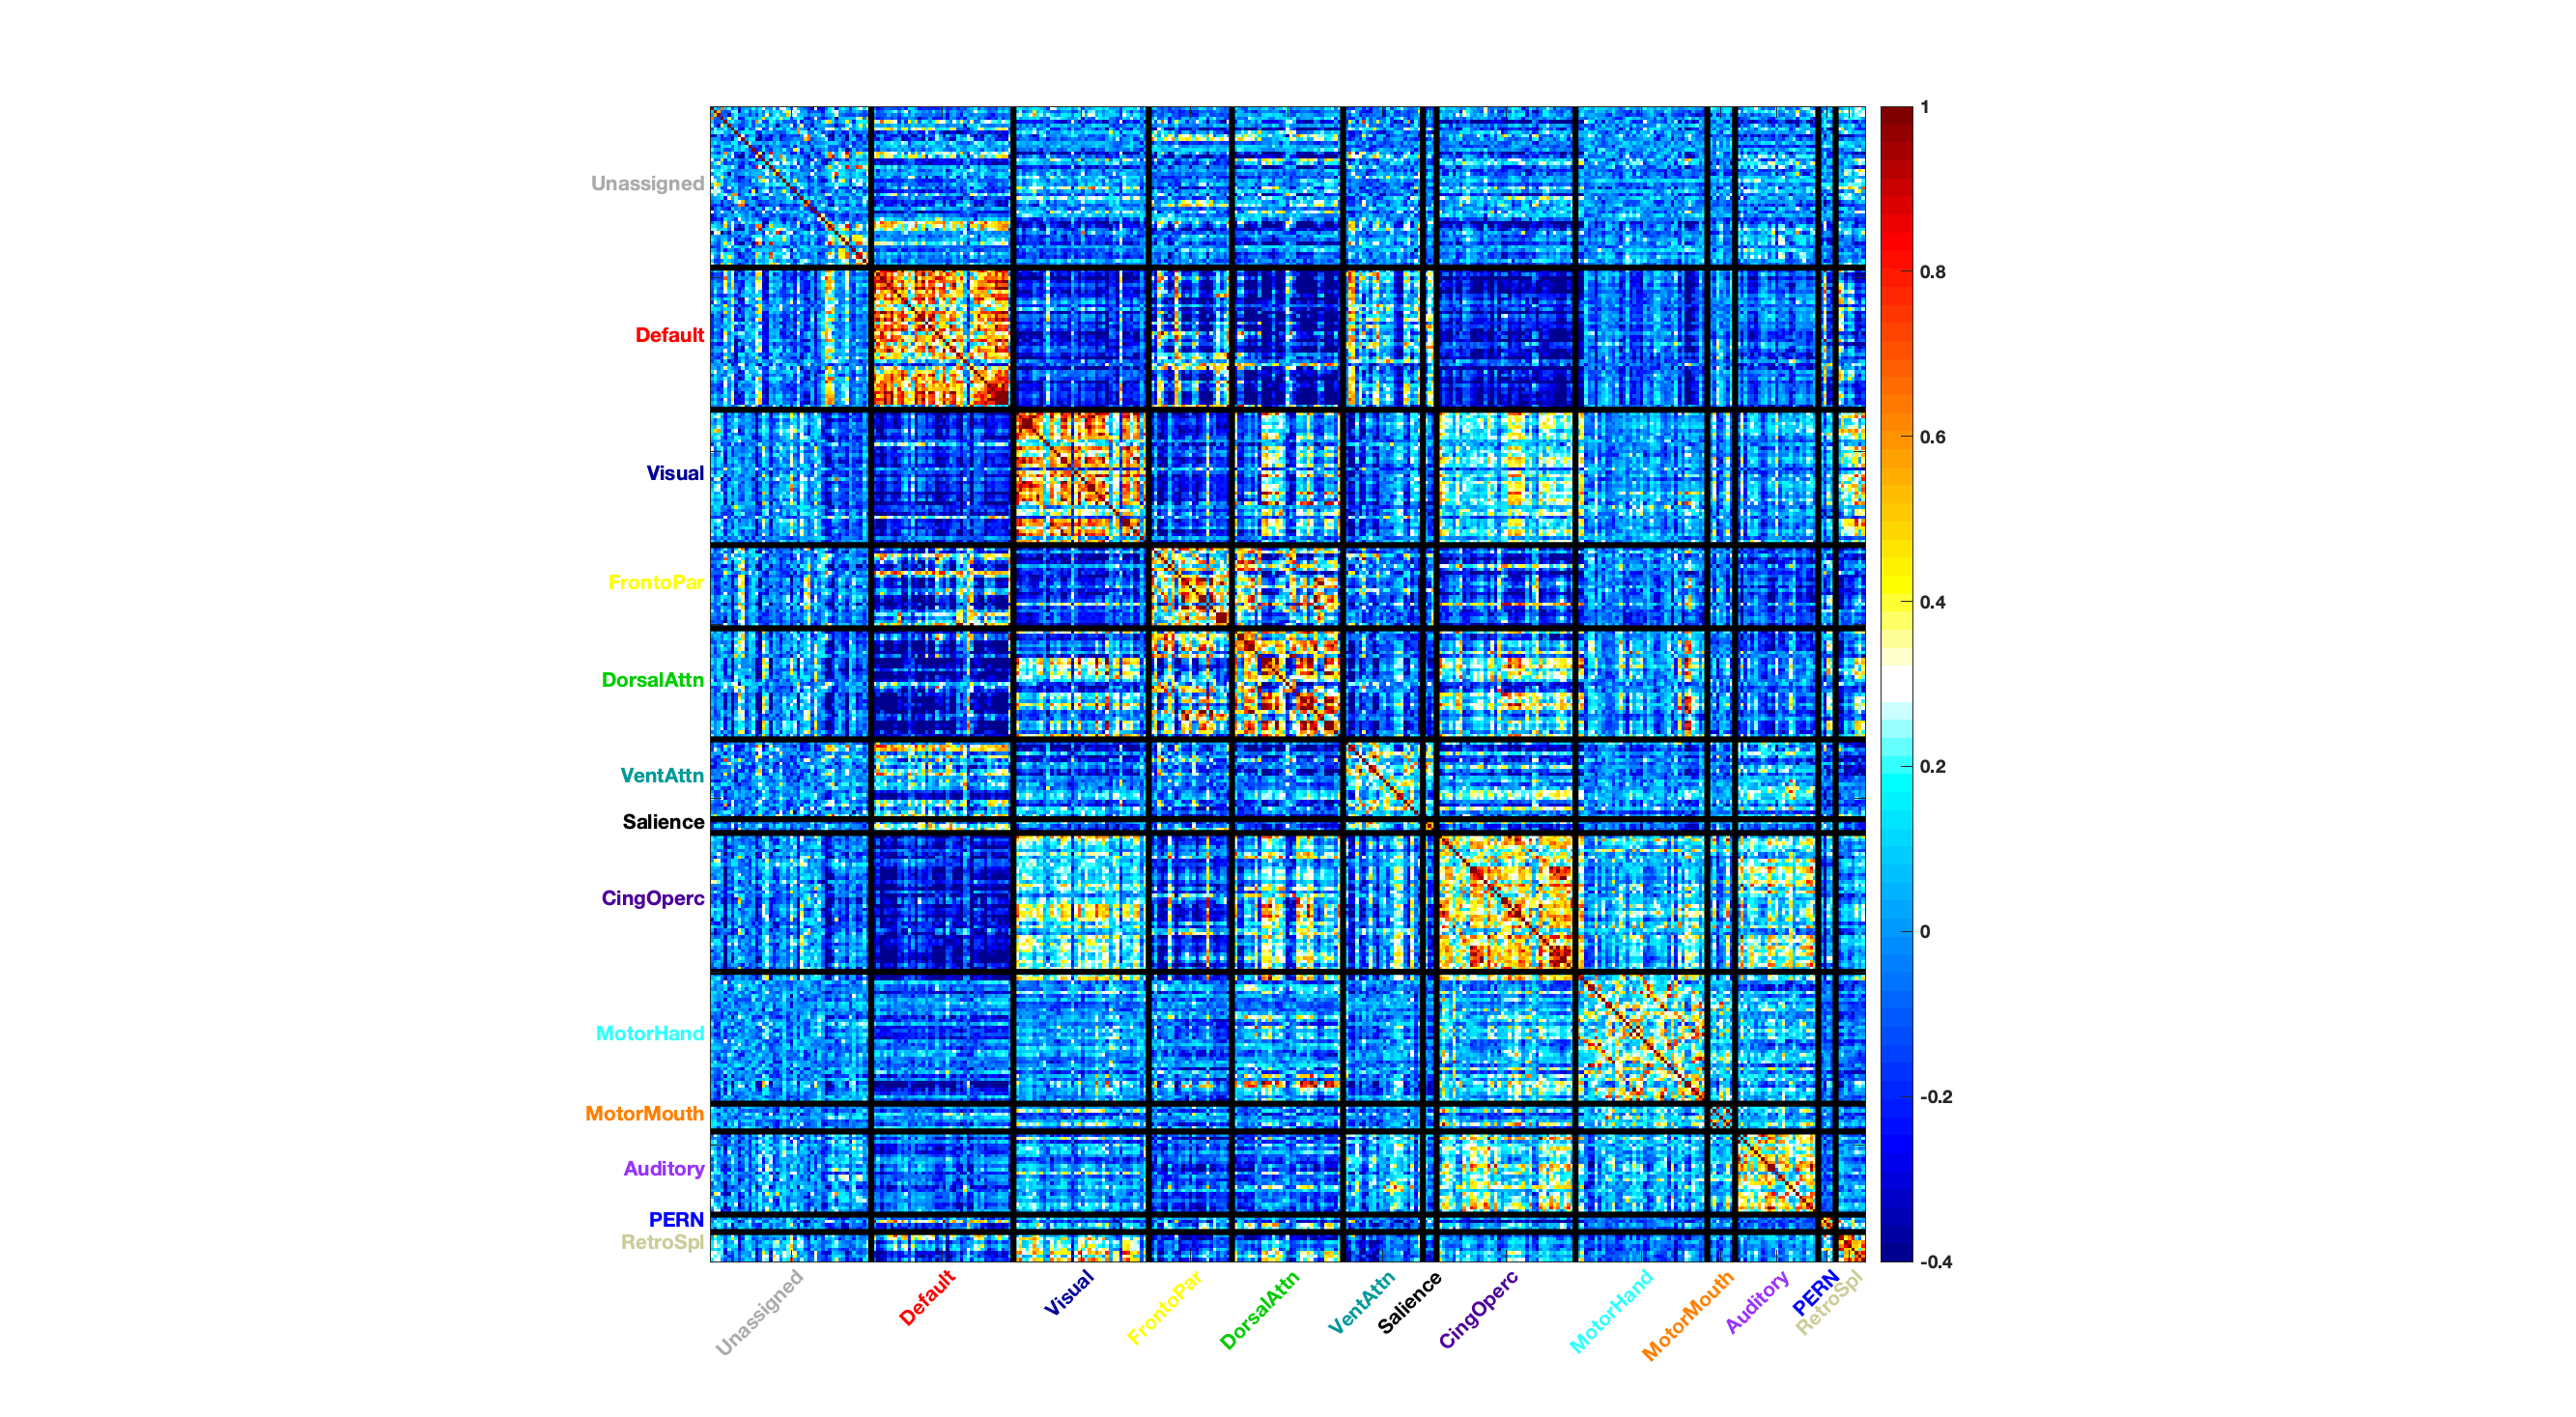 Unassigned
Default
Visual
FrontoPar
DorsalAttn
VentAttn
Salience
CingOperc
MotorHand
MotorMouth
Auditory
PERN
RetroSpl
Unassigned
Default
Visual
FrontoPar
DorsalAttn
VentAttn
Salience
CingOperc
MotorHand
MotorMouth
Auditory
PERN
RetroSpl
1
0.8
0.6
0.4
0.2
0
-0.2
-0.4